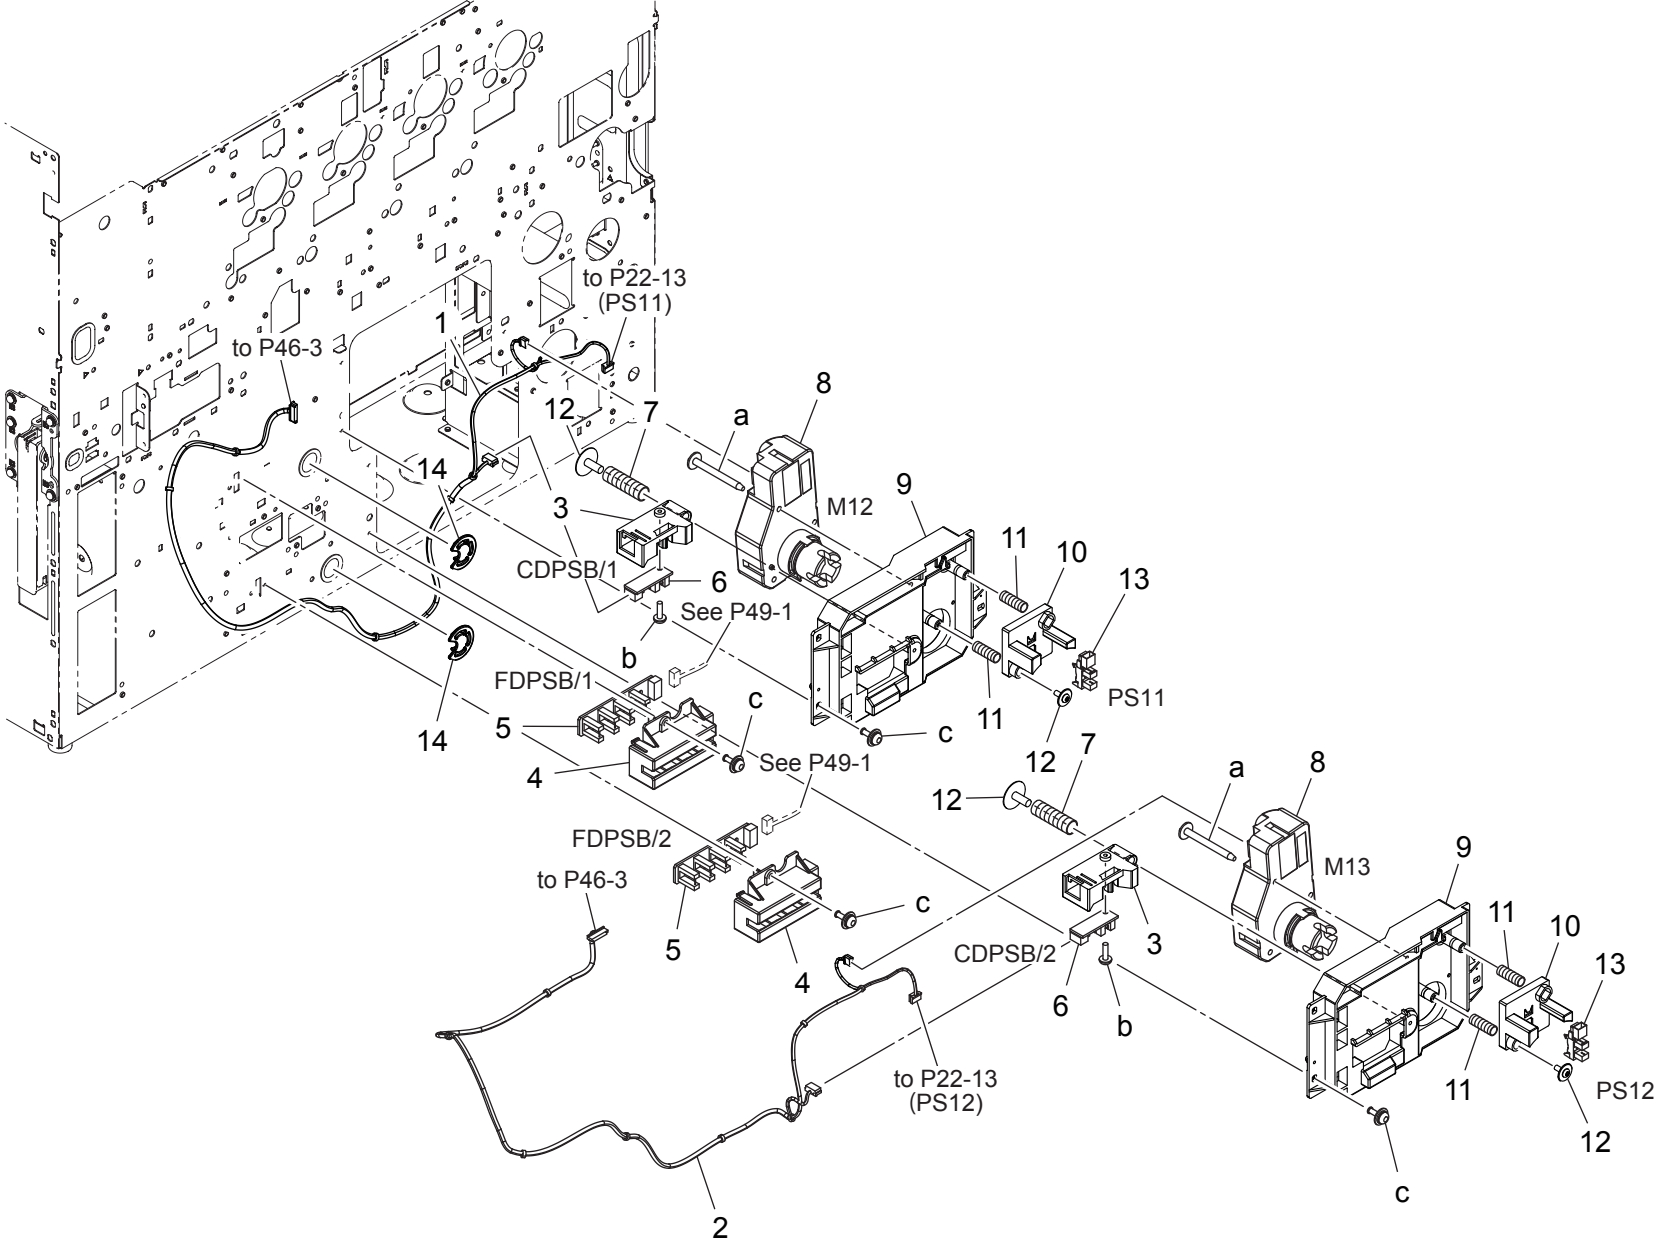 to P22-13
(PS11)
1
to P46-3
8
12
7
a
14
9
M12
3
11
10
CDPSB/1
6
13
See P49-1
b
FDPSB/1
c
PS11
5
11
14
c
7
12
4
See P49-1
a
8
12
FDPSB/2
M13
9
to P46-3
c
11
10
5
3
CDPSB/2
13
4
6
b
to P22-13
(PS12)
11
PS12
12
c
2